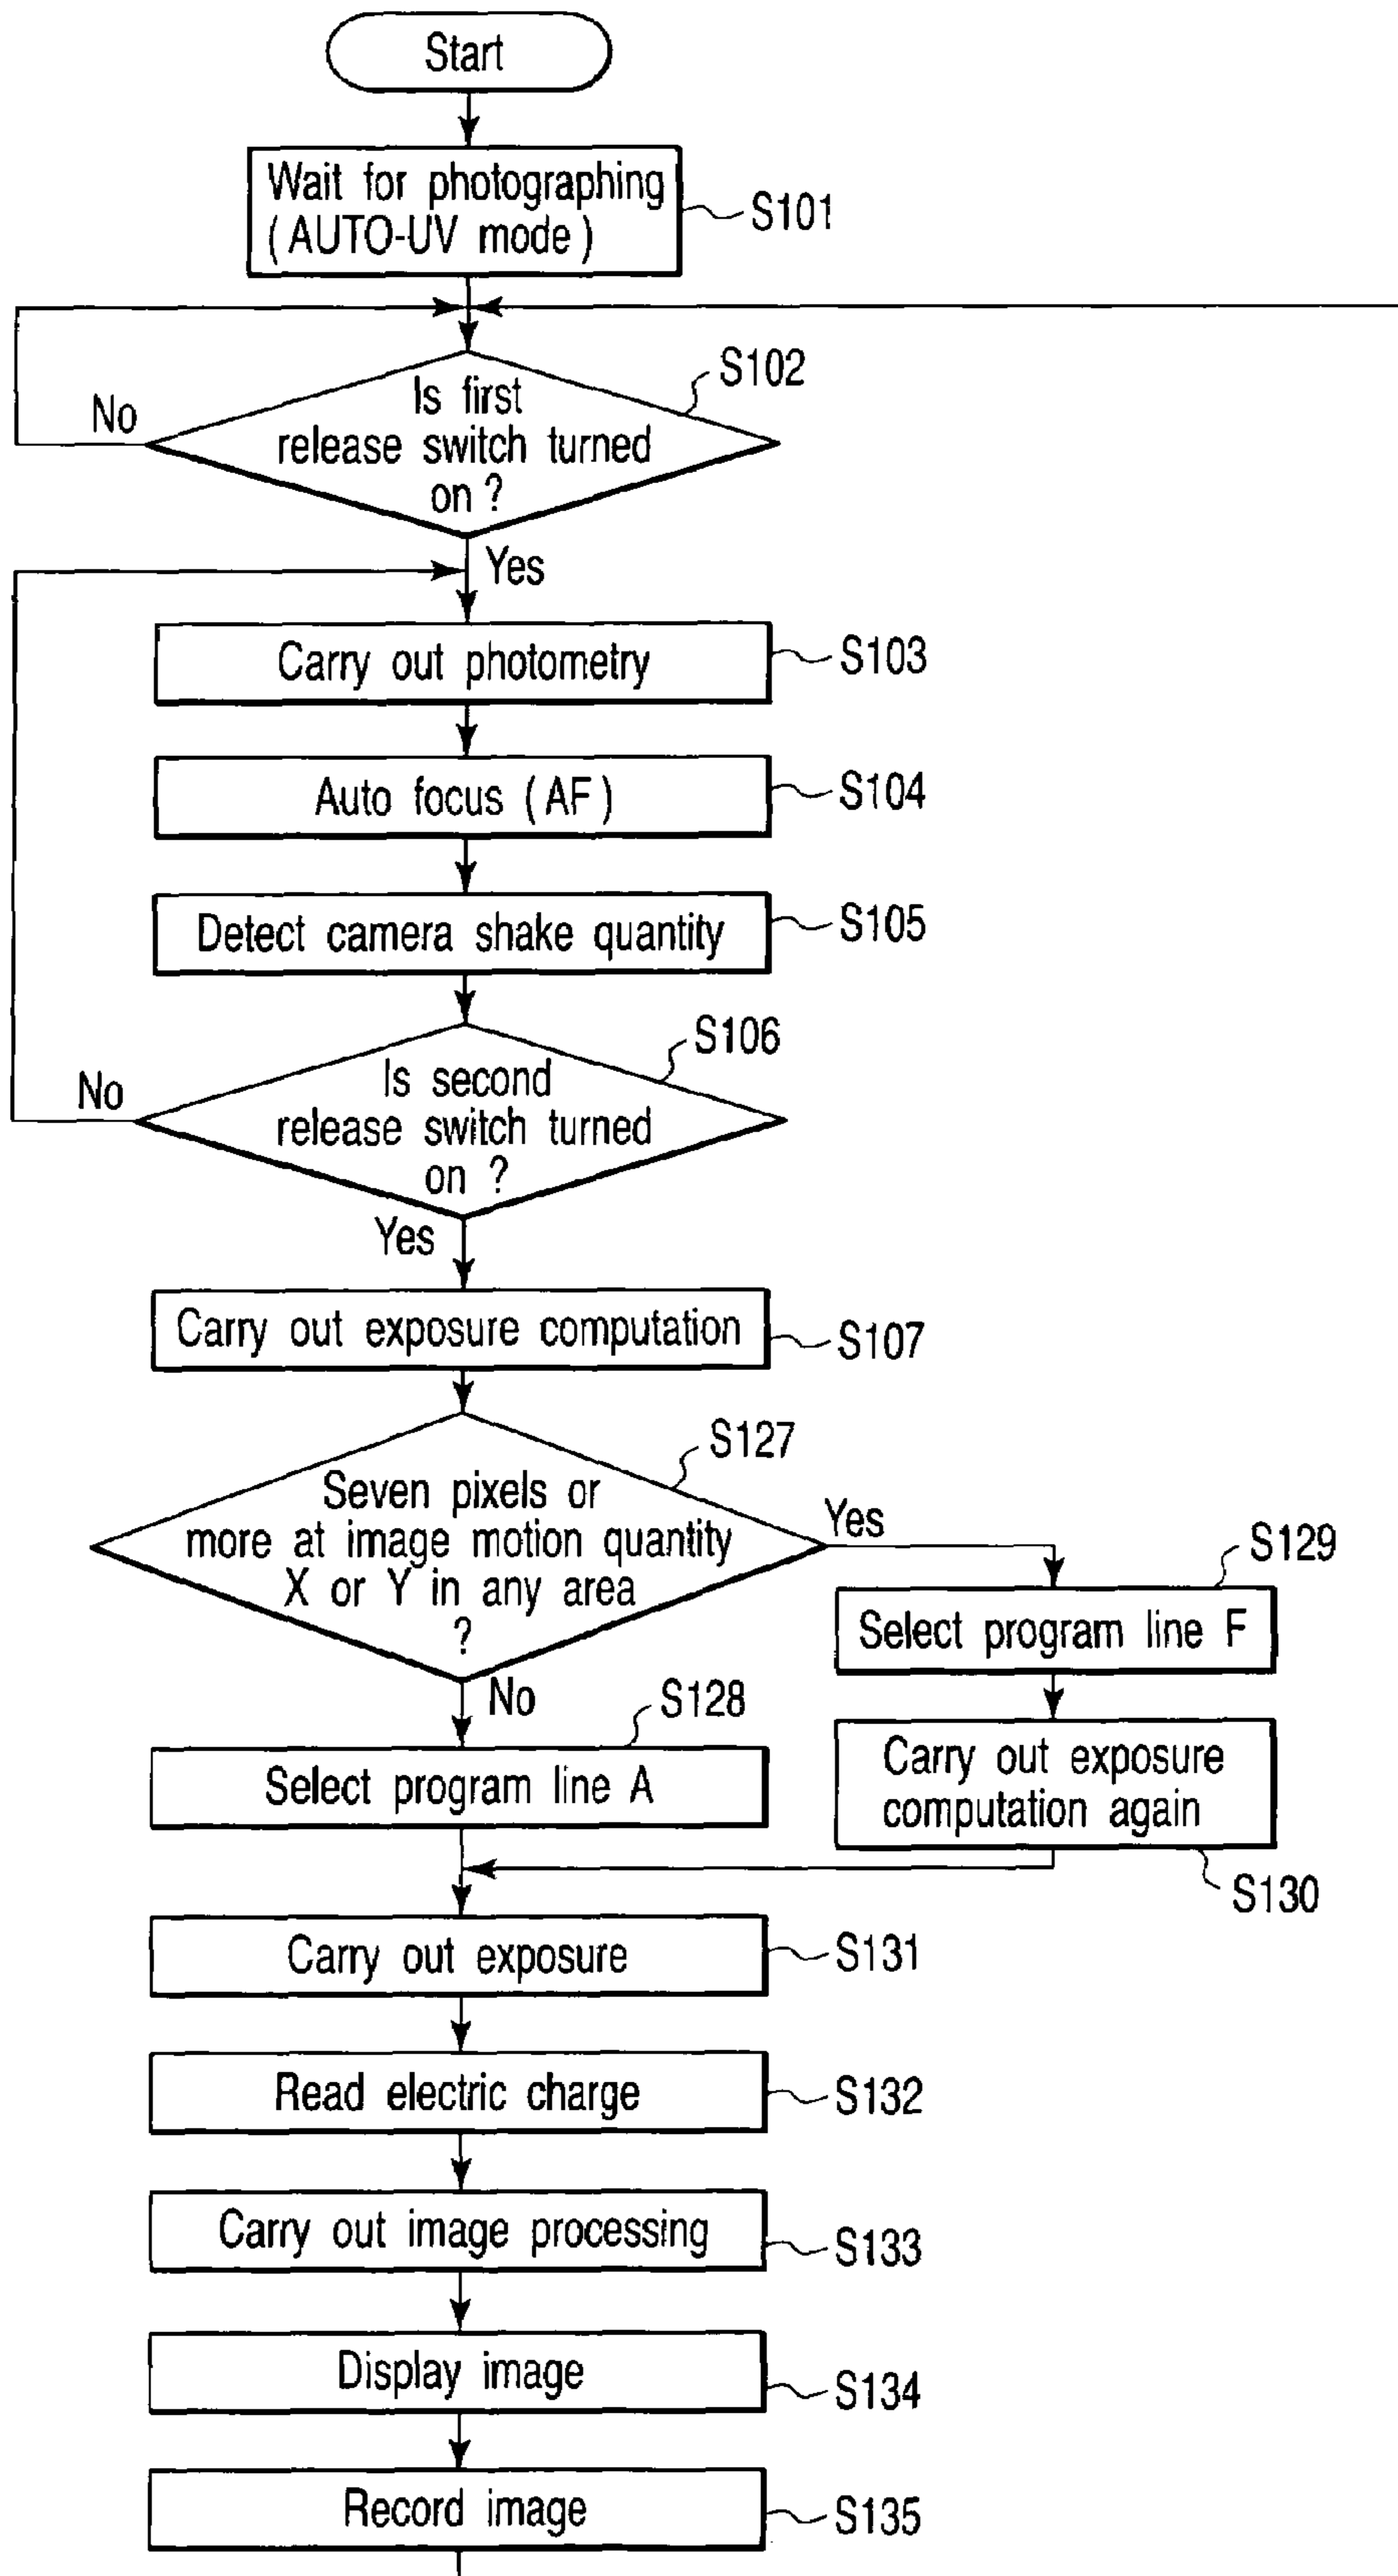 Start
Wait for photographing
(AUTO-UV mode)
S101
S102
Is first
release switch turned
on ?
No
Yes
Carry out photometry
S103
Auto focus (AF)
S104
Detect camera shake quantity
S105
S106
Is second
release switch turned
on ?
No
Yes
Carry out exposure computation
S107
S127
Seven pixels or
more at image motion quantity
X or Y in any area
?
Yes
S129
Select program line F
No
S128
Select program line A
Carry out exposure
computation again
S130
Carry out exposure
S131
Read electric charge
S132
Carry out image processing
S133
Display image
S134
Record image
S135